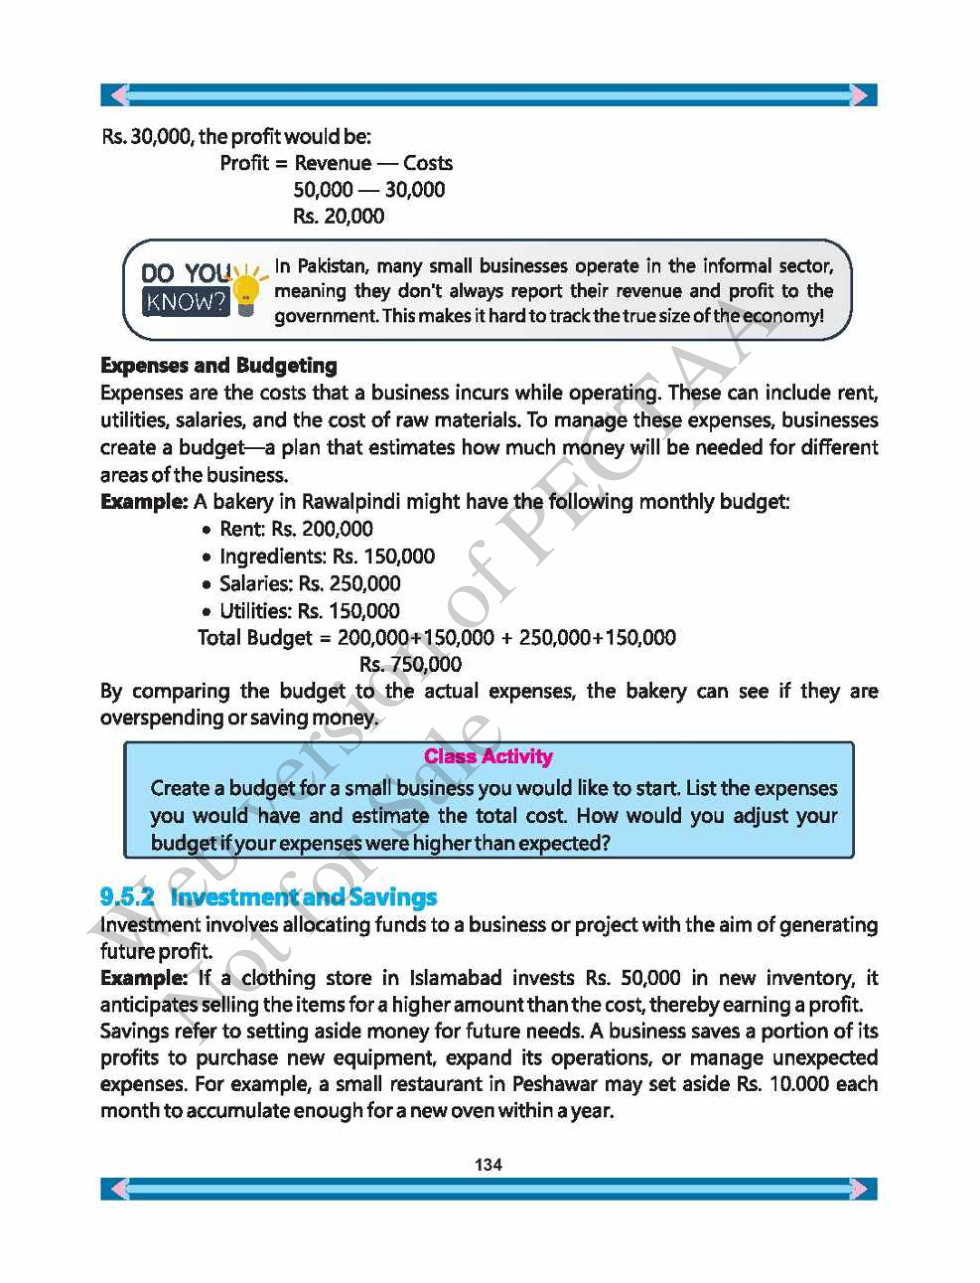 Rs. 30,000, the profit would be:
Profit = Revenue — Costs
50,000 — 30,000
Rs. 20,000
DO YOU
KNOW?
In Pakistan, many small businesses operate in the informal sector,
meaning they don't always report their revenue and profit to the
government. This makes it hard to track the true size of the economy!
Expenses and Budgeting
Expenses are the costs that a business incurs while operating. These can include rent,
utilities, salaries, and the cost of raw materials. To manage these expenses, businesses
create a budget—a plan that estimates how much money will be needed for different
areas of the business.
Example: A bakery in Rawalpindi might have the following monthly budget:
• Rent: Rs. 200,000
• Ingredients: Rs. 150,000
• Salaries: Rs. 250,000
• Utilities: Rs. 150,000
Total Budget = 200,000+150,000 + 250,000+150,000
Rs. 750,000
By comparing the budget to the actual expenses, the bakery can see if they are
overspending or saving money.
Class Activity
Create a budget for a small business you would like to start. List the expenses
you would have and estimate the total cost. How would you adjust your
budget if your expenses were higher than expected?
9.5.2 Investment and Savings
Investment involves allocating funds to a business or project with the aim of generating
future profit.
Example: If a clothing store in Islamabad invests Rs. 50,000 in new inventory, it
anticipates selling the items for a higher amount than the cost, thereby earning a profit.
Savings refer to setting aside money for future needs. A business saves a portion of its
profits to purchase new equipment, expand its operations, or manage unexpected
expenses. For example, a small restaurant in Peshawar may set aside Rs. 10.000 each
month to accumulate enough for a new oven within a year.
134
Web version of PECTAA
Not for Sale